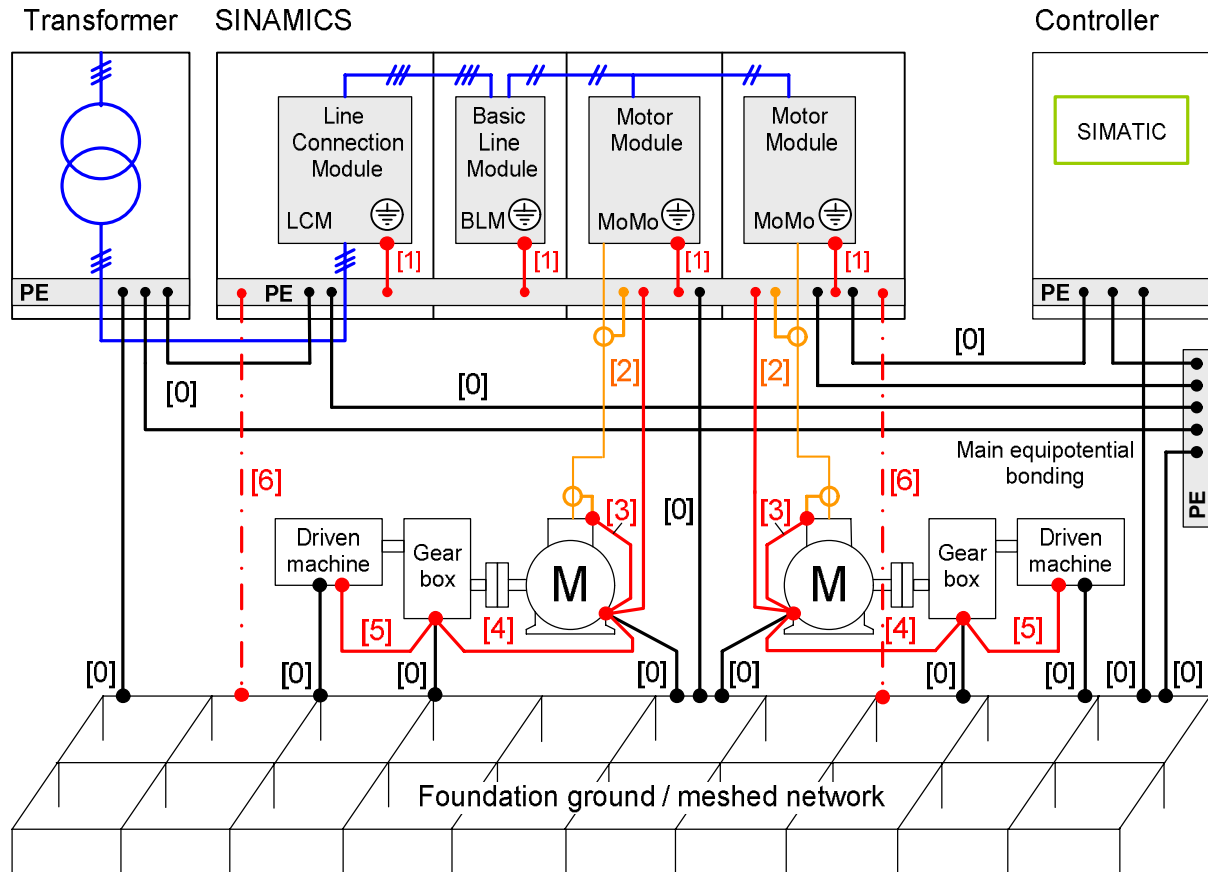 Transformer
SINAMICS
Controller
Line
Connection
Module
LCM
Basic
Line
Module
BLM
Motor
Module
MoMo
Motor
Module
MoMo
SIMATIC
[1]
[1]
[1]
[1]
PE
PE
PE
[0]
[0]
[2]
[2]
[0]
Main equipotential
bonding
PE
[6]
[0]
[6]
[3]
[3]
Driven
machine
Gear
box
M
M
Gear
box
Driven
machine
[5]
[4]
[4]
[5]
[0]
[0]
[0]
[0]
[0]
[0]
[0]
[0]
Foundation ground / meshed network